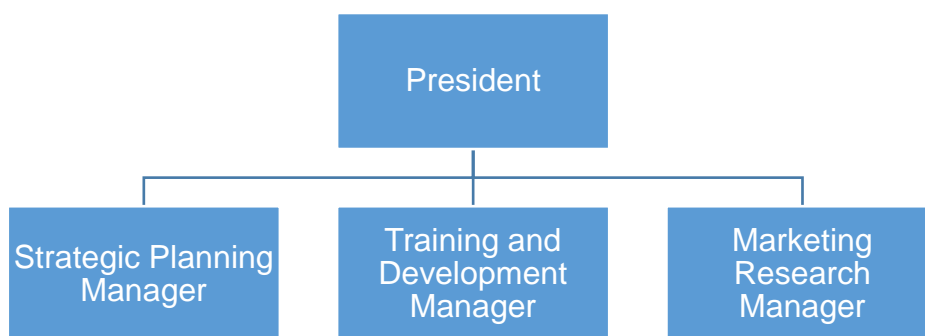 President
Strategic Planning
Manager
Training and
Development
Manager
Marketing
Research
Manager